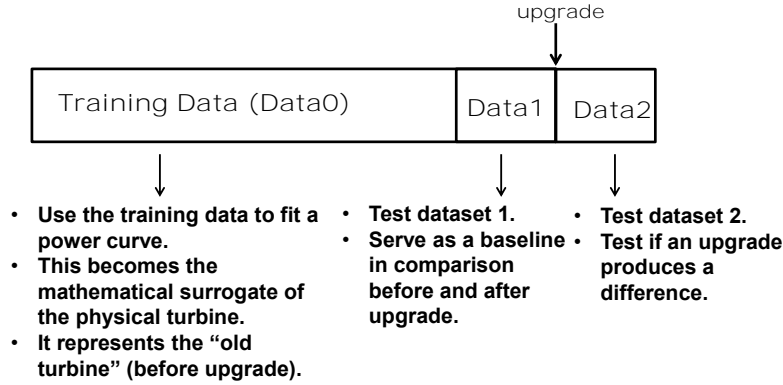 upgrade
Training Data (Data0)
Data1
Data2
• Use the training data to fit a
power curve.
• This becomes the
mathematical surrogate of
the physical turbine.
• It represents the “old
turbine” (before upgrade).
• Test dataset 1.
• Serve as a baseline
in comparison
before and after
upgrade.
• Test dataset 2.
• Test if an upgrade
produces a
difference.